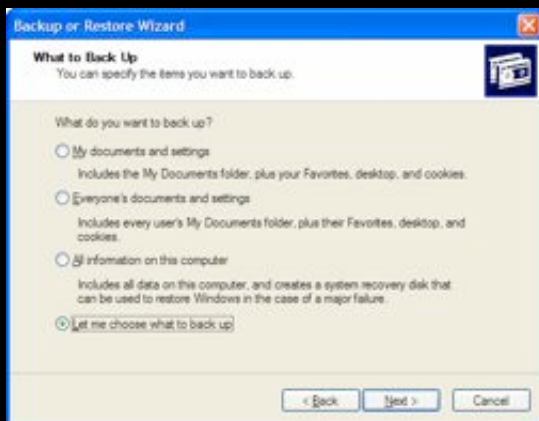 Backup or Restore Wizard
What to Back Up
You can specify the items you want to back up.
What do you want to back up?
My documents and settings
Includes the My Documents folder, plus your Favorites, desktop, and cookies.
Everyone's documents and settings
Includes every user's My Documents folder, plus their Favorites, desktop, and
cookies.
All information on this computer
Includes all data on this computer, and creates a system recovery disk that
can be used to restore Windows in the case of a major failure.
Let me choose what to back up
< Back Next > Cancel